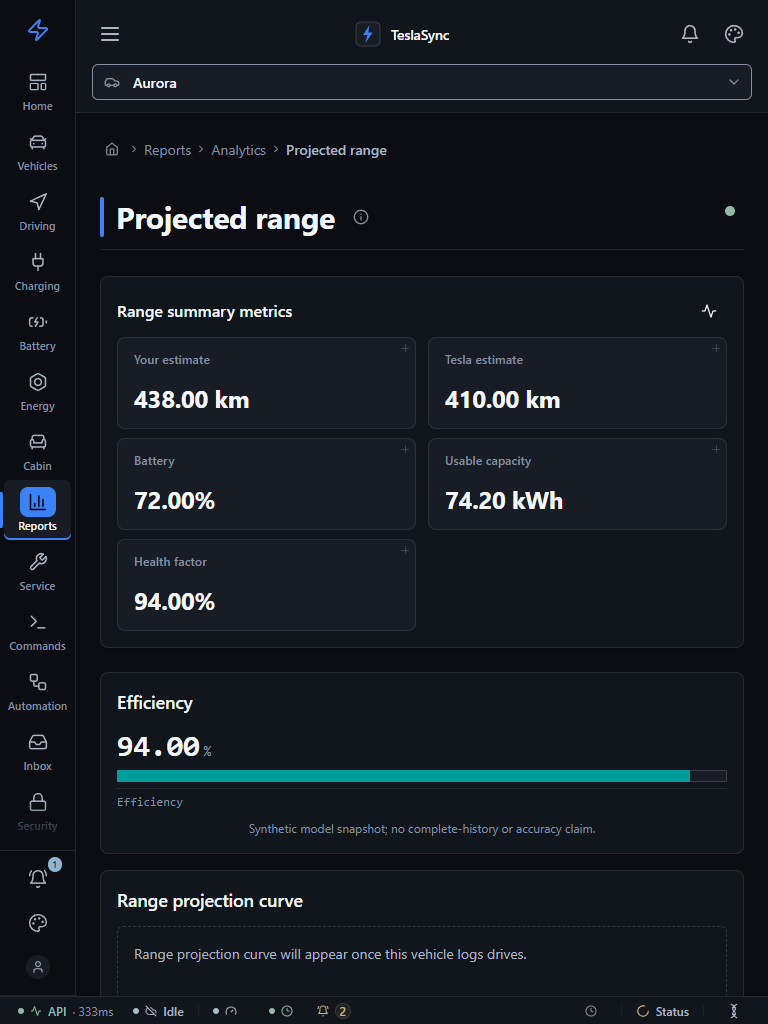 TeslaSync
Aurora
Home
Vehicles
Driving
Charging
Battery
Energy
Cabin
Reports
Service
Commands
Automation
Inbox
Security
1
Reports > Analytics > Projected range
Projected range
Range summary metrics
Your estimate
438.00 km
Tesla estimate
410.00 km
Battery
72.00%
Usable capacity
74.20 kWh
Health factor
94.00%
Efficiency
94.00 %
Efficiency
Synthetic model snapshot; no complete-history or accuracy claim.
Range projection curve
Range projection curve will appear once this vehicle logs drives.
API · 333ms
Idle
2
Status